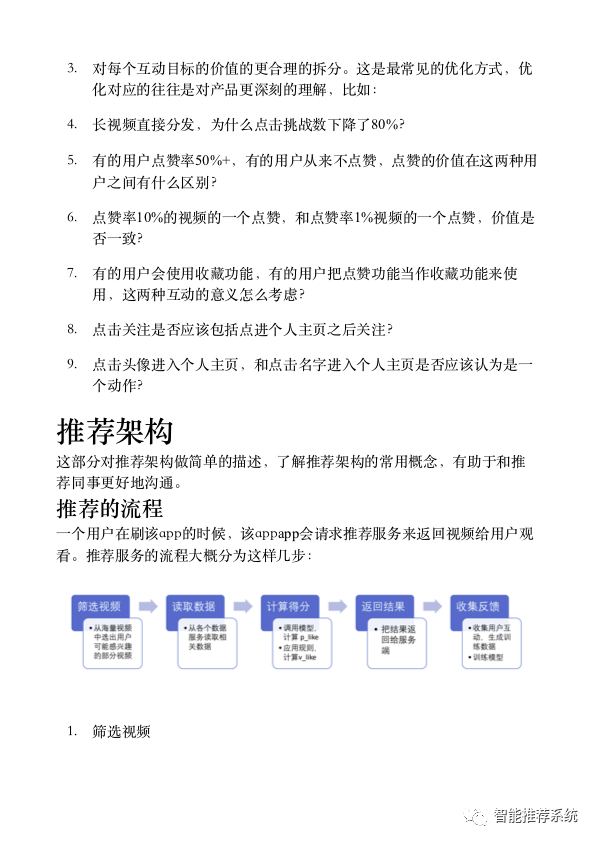 3. 对每个互动目标的价值的更合理的拆分。这是最常见的优化方式，优
化对应的往往是对产品更深刻的理解，比如：
4. 长视频直接分发，为什么点击挑战数下降了80%？
5. 有的用户点赞率50%+，有的用户从来不点赞，点赞的价值在这两种用
户之间有什么区别？
6. 点赞率10%的视频的一个点赞，和点赞率1%视频的一个点赞，价值是
否一致？
7. 有的用户会使用收藏功能，有的用户把点赞功能当作收藏功能来使
用，这两种互动的意义怎么考虑？
8. 点击关注是否应该包括点进个人主页之后关注？
9. 点击头像进入个人主页，和点击名字进入个人主页是否应该认为是一
个动作？
推荐架构
这部分对推荐架构做简单的描述，了解推荐架构的常用概念，有助于和推
荐同事更好地沟通。
推荐的流程
一个用户在刷该app的时候，该appapp会请求推荐服务来返回视频给用户观
看。推荐服务的流程大概分为这样几步：
筛选视频
•从海量视频
中选出用户
可能感兴趣
的部分视频
读取数据
•从各个数据
服务读取相
关数据
计算得分
•调用模型，
计算 p_like
•应用规则，
计算v_like
返回结果
•把结果返
回给服务
端
收集反馈
•收集用户互
动，生成训
练数据
•训练模型
1. 筛选视频
智能推荐系统